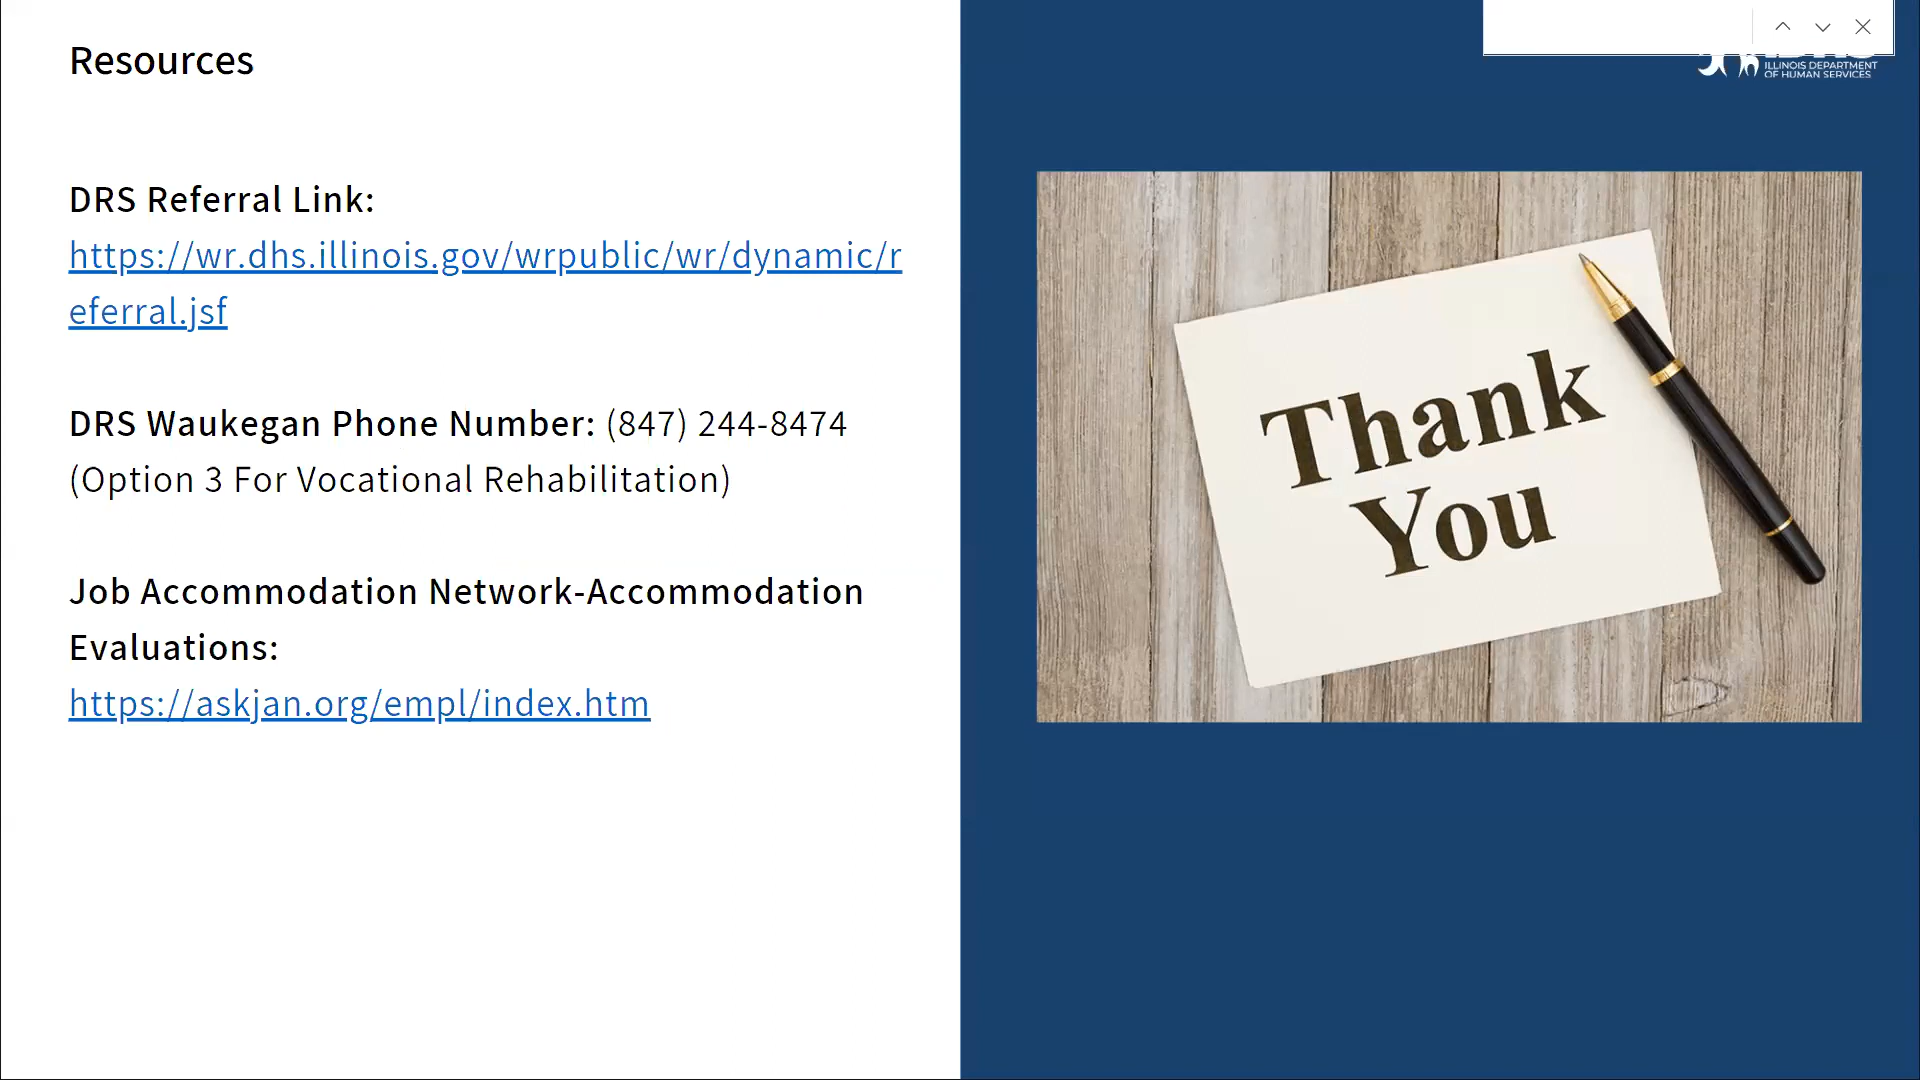 Resources
DRS Referral Link:
https://wr.dhs.illinois.gov/wrpublic/wr/dynamic/r
eferral.jsf
DRS Waukegan Phone Number: (847) 244-8474
(Option 3 For Vocational Rehabilitation)
Job Accommodation Network-Accommodation
Evaluations:
https://askjan.org/empl/index.htm
ILLINOIS DEPARTMENT
OF HUMAN SERVICES
Thank
You